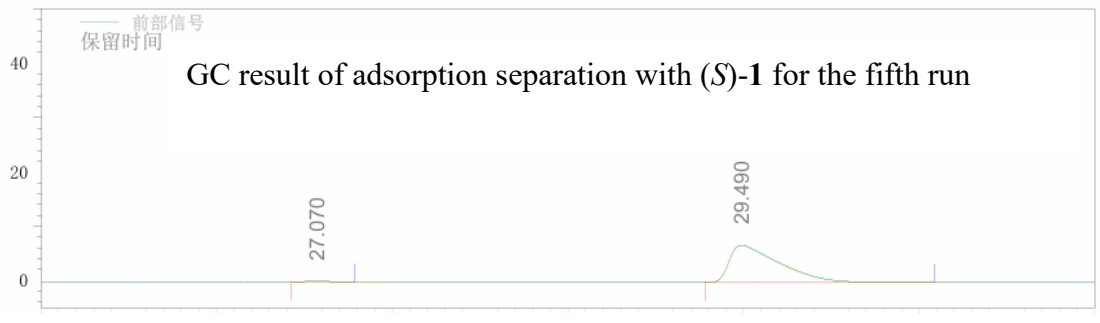 前部信号
保留时间
GC result of adsorption separation with (S)-1 for the fifth run
40
20
0
27.070
29.490